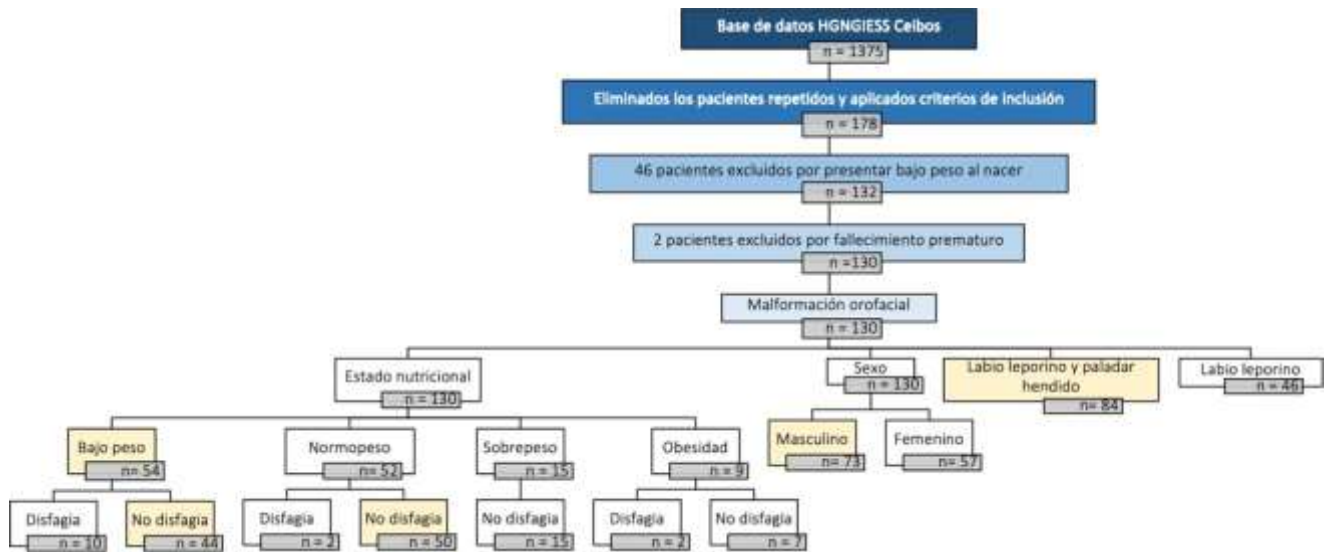 Base de datos HGNGIESS Ceibos
n = 1375
Eliminados los pacientes repetidos y aplicados criterios de inclusión
n = 178
46 pacientes excluidos por presentar bajo peso al nacer
n = 132
2 pacientes excluidos por fallecimiento prematuro
n =130
Malformación orofacial
n = 130
Estado nutricional
n = 130
Sexo
n = 130
Labio leporino y paladar
hendido
n= 84
Labio leporino
n = 46
Bajo peso
n= 54
Normopeso
n= 52
Sobrepeso
n = 15
Obesidad
n = 9
Masculino
n= 73
Femenino
n= 57
Disfagia
n = 10
No disfagia
n = 44
Disfagia
n = 2
No disfagia
n = 50
No disfagia
n = 15
Disfagia
n = 2
No disfagia
n = 7